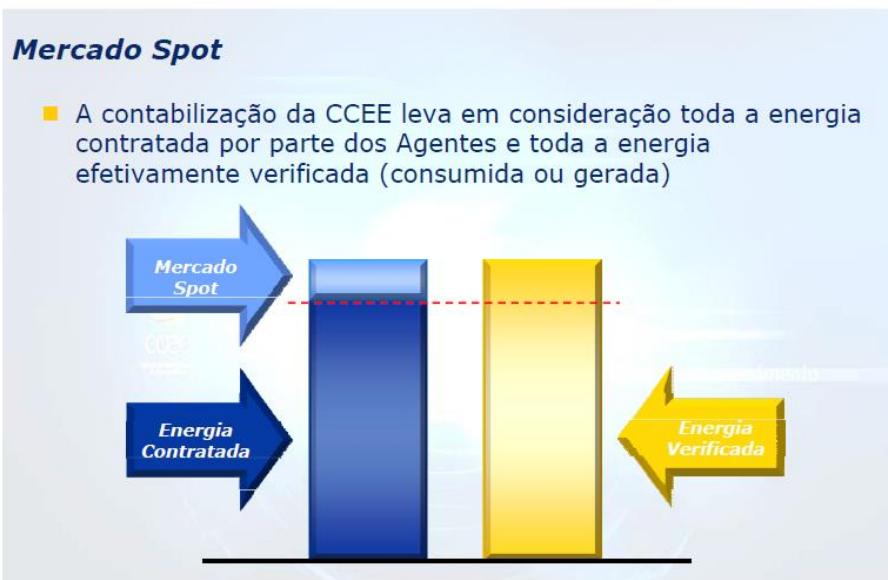 Mercado Spot
A contabilização da CCEE leva em consideração toda a energia
contratada por parte dos Agentes e toda a energia
efetivamente verificada (consumida ou gerada)
Mercado
Spot
Energia
Contratada
Energia
Verificada